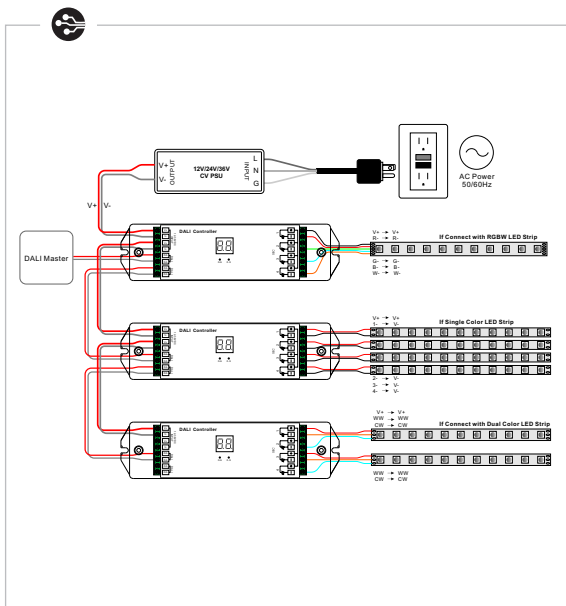 V+
V-
OUTPUT
12V/24V/36V
CV PSU
INPUT
L
N
G
AC Power
50/60Hz
V+
V-
DALI Master
DALI Controller
V+ → V+
R- → R-
If Connect with RGBW LED Strip
G- → G-
B- → B-
W- → W-
DALI Controller
V+ → V+
1- → V-
If Single Color LED Strip
2- → V-
3- → V-
4- → V-
DALI Controller
V+ → V+
WW → WW
CW → CW
If Connect with Dual Color LED Strip
WW → WW
CW → CW